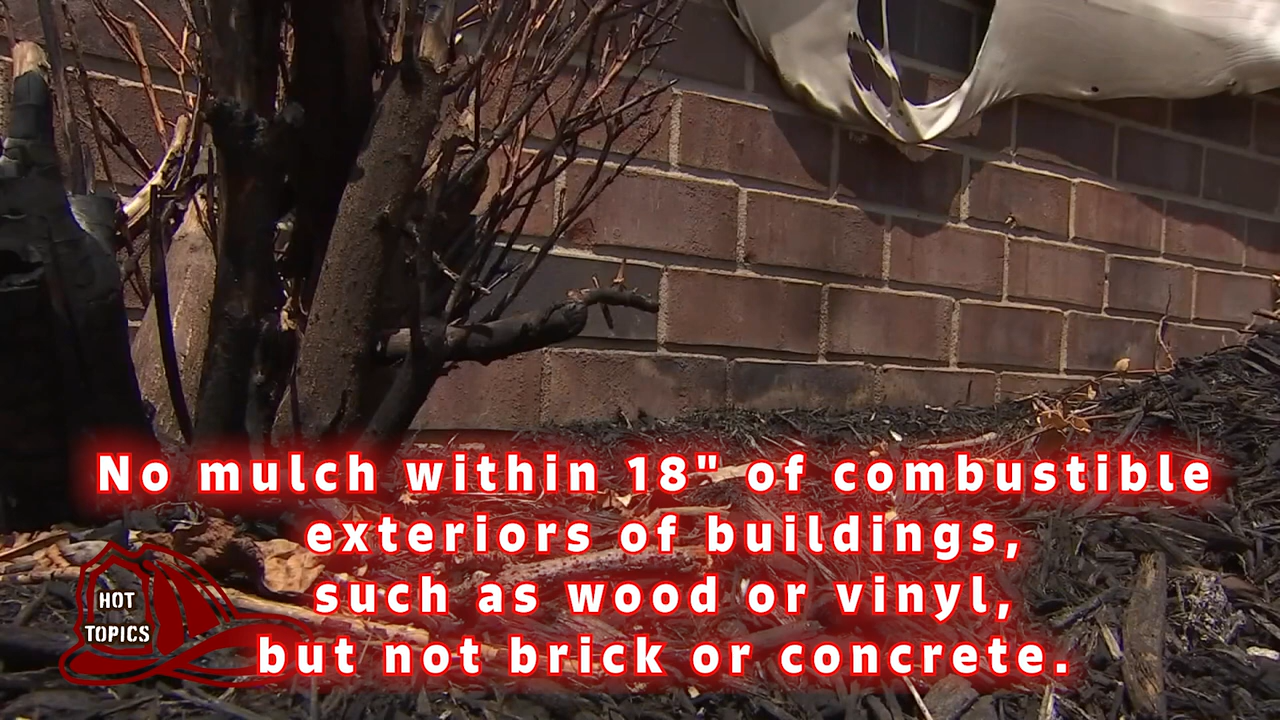 No mulch within 18" of combustible
exteriors of buildings,
such as wood or vinyl,
but not brick or concrete.
HOT
TOPICS